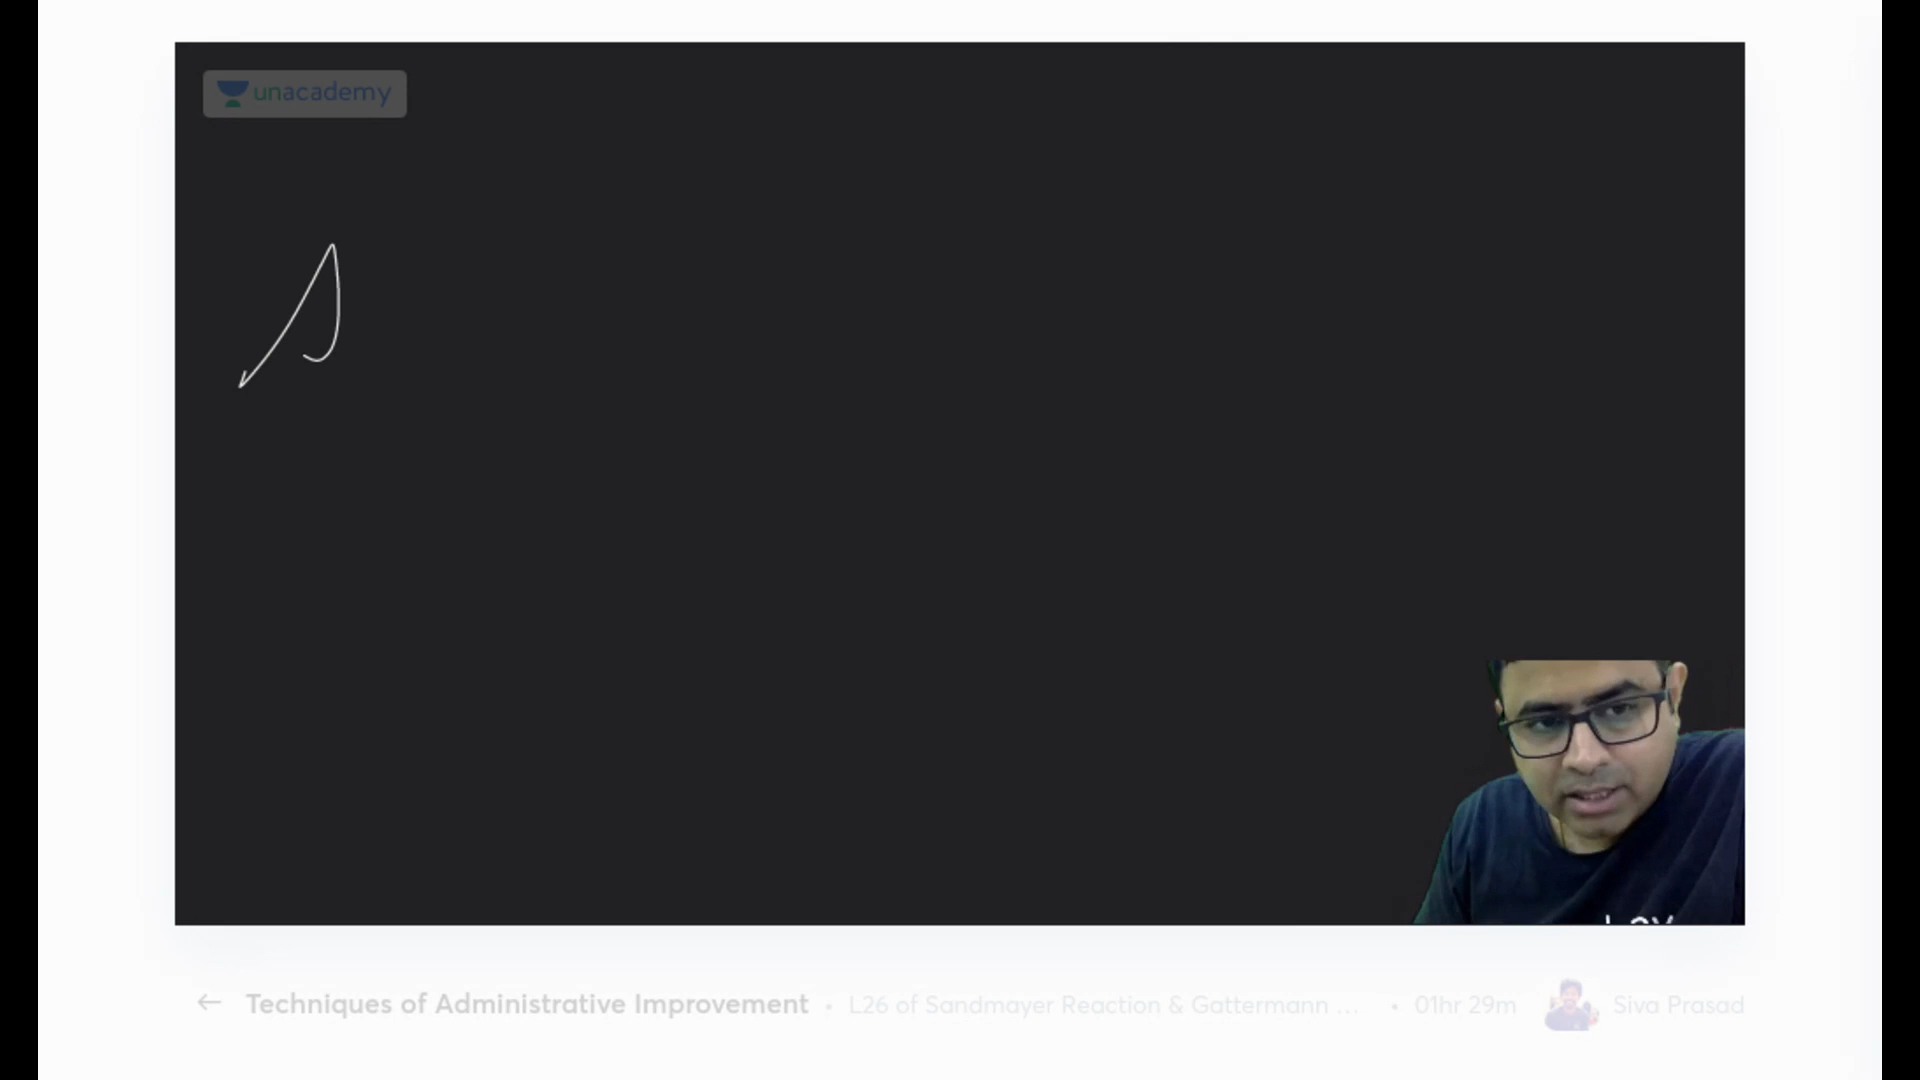 unacademy
← Techniques of Administrative Improvement • L26 of Sandmayer Reaction & Gattermann ... • 01hr 29m Siva Prasad